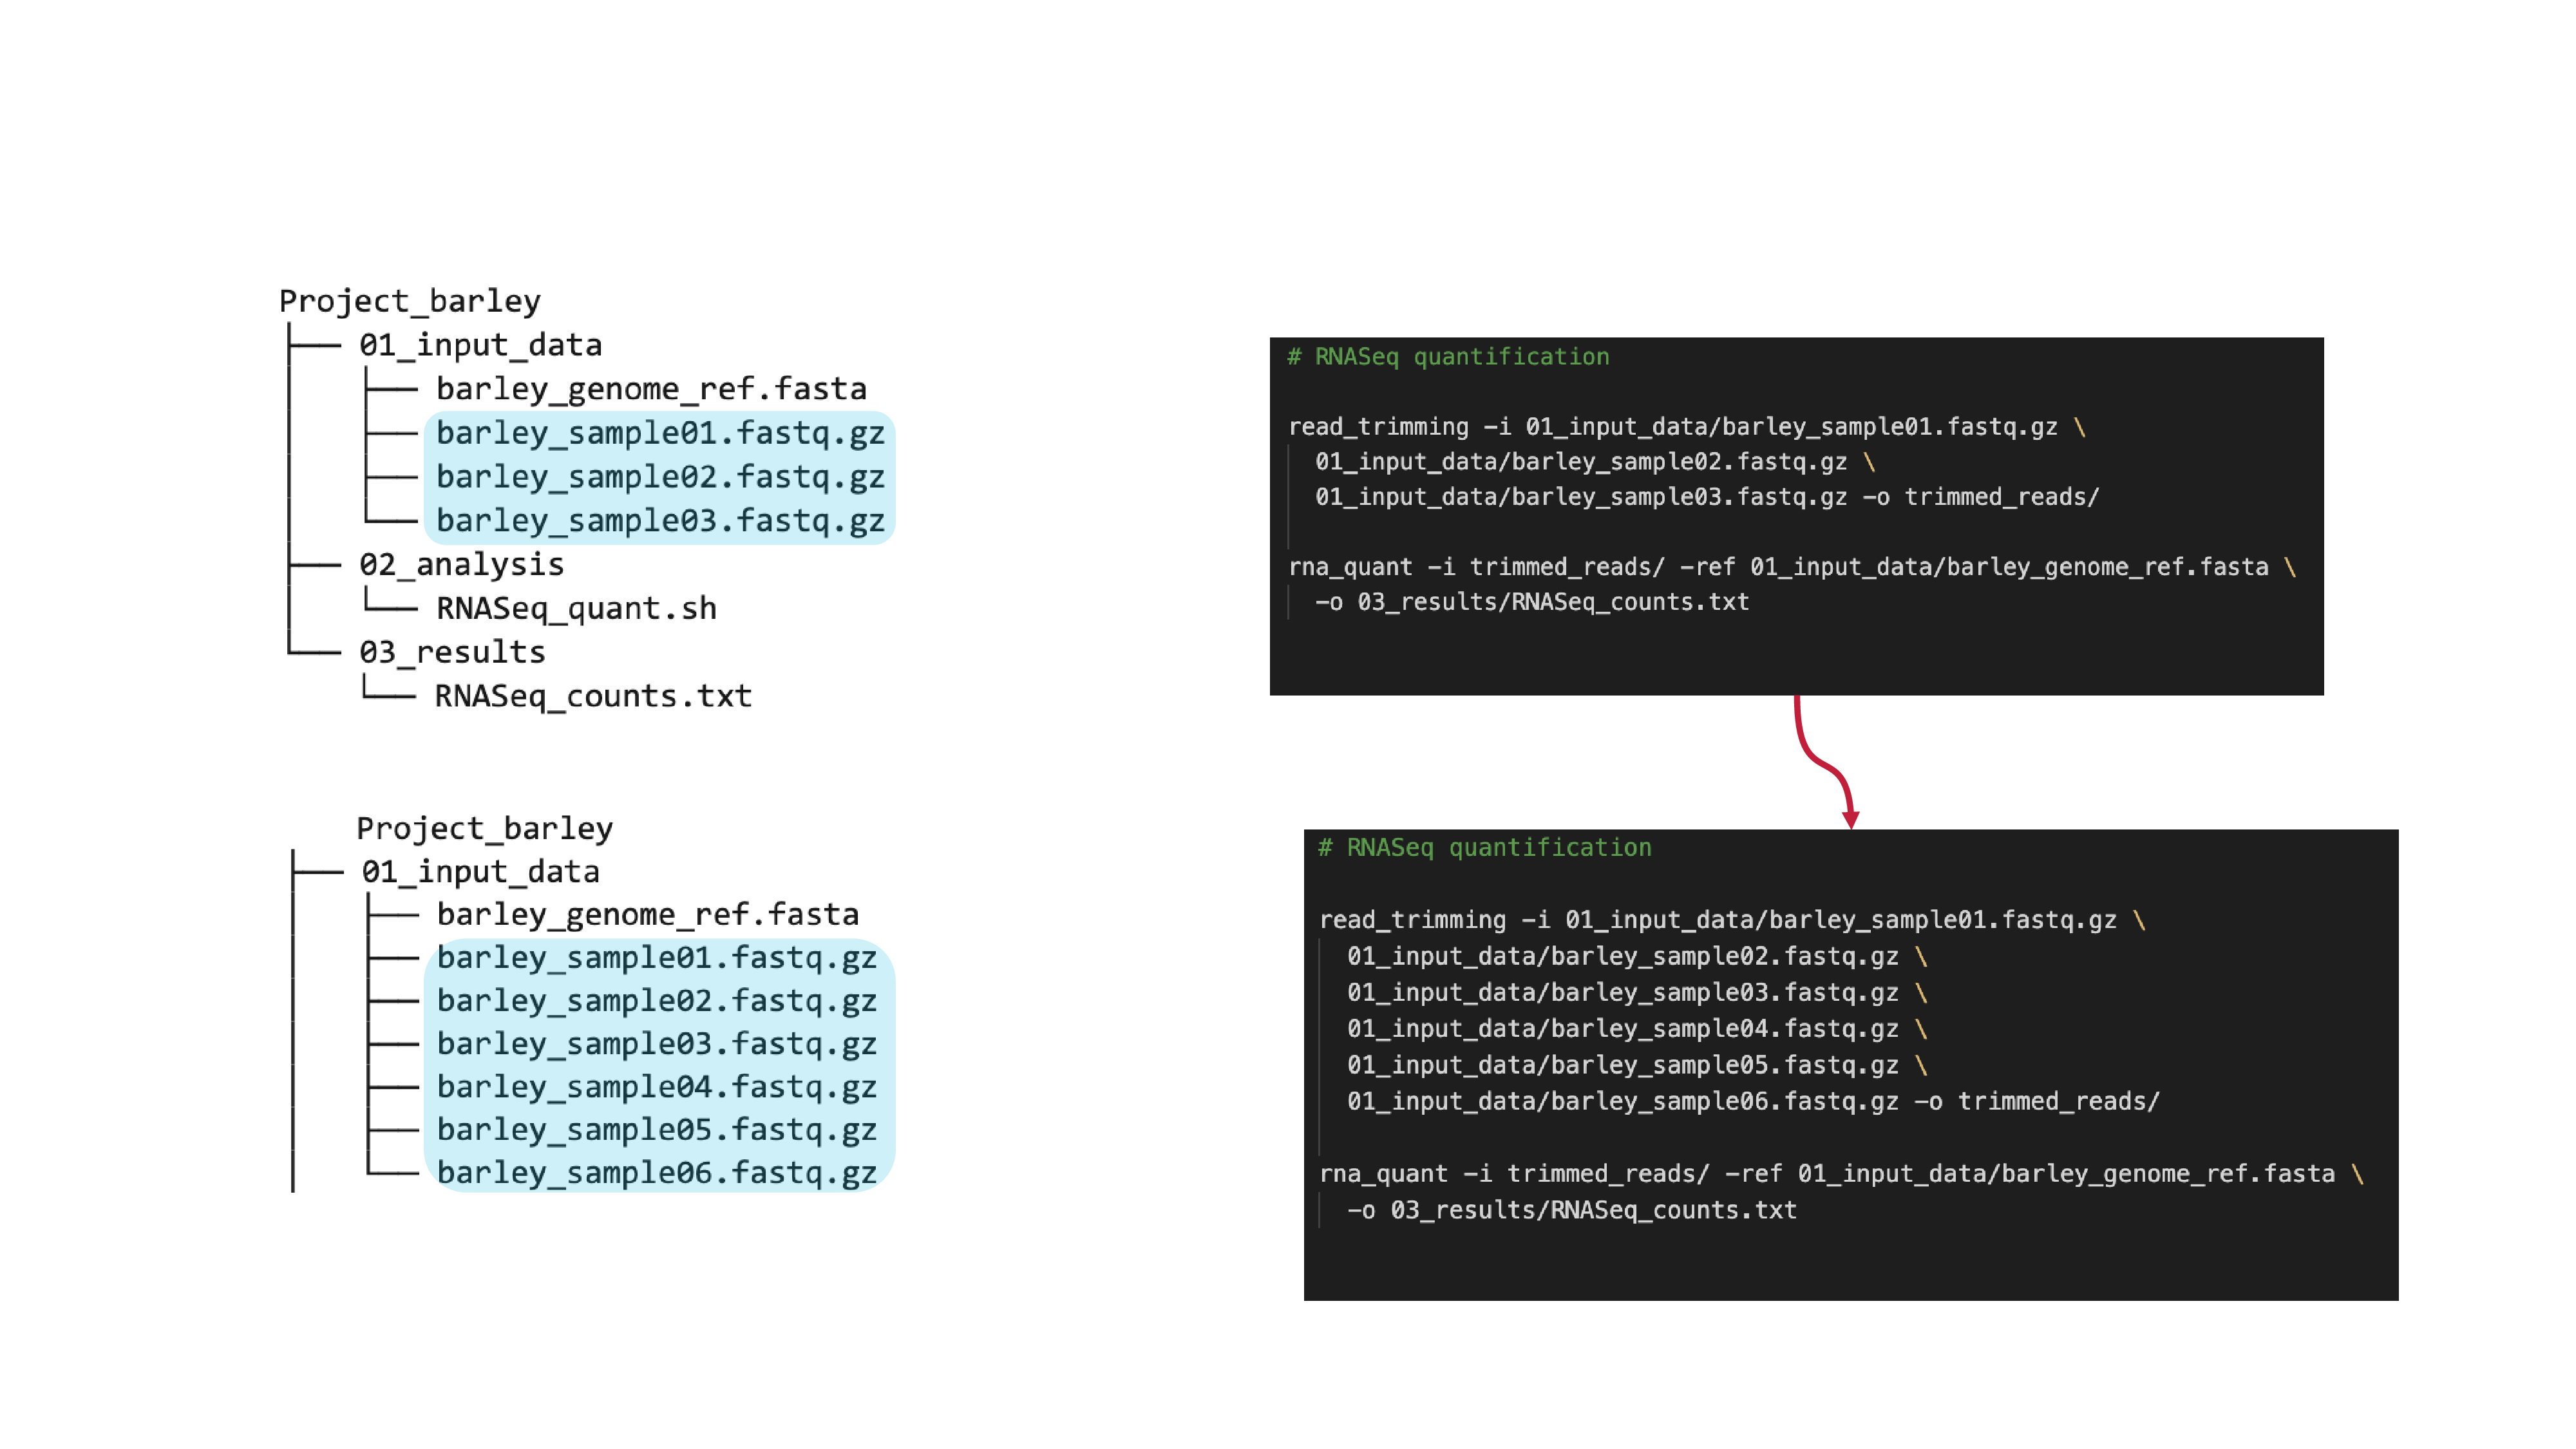 Project_barley
├── 01_input_data
│   ├── barley_genome_ref.fasta
│   ├── barley_sample01.fastq.gz
│   ├── barley_sample02.fastq.gz
│   └── barley_sample03.fastq.gz
├── 02_analysis
│   └── RNASeq_quant.sh
└── 03_results
    └── RNASeq_counts.txt
Project_barley
├── 01_input_data
│   ├── barley_genome_ref.fasta
│   ├── barley_sample01.fastq.gz
│   ├── barley_sample02.fastq.gz
│   ├── barley_sample03.fastq.gz
│   ├── barley_sample04.fastq.gz
│   ├── barley_sample05.fastq.gz
│   └── barley_sample06.fastq.gz
# RNASeq quantification
read_trimming -i 01_input_data/barley_sample01.fastq.gz \
01_input_data/barley_sample02.fastq.gz \
01_input_data/barley_sample03.fastq.gz -o trimmed_reads/
rna_quant -i trimmed_reads/ -ref 01_input_data/barley_genome_ref.fasta \
-o 03_results/RNASeq_counts.txt
# RNASeq quantification
read_trimming -i 01_input_data/barley_sample01.fastq.gz \
01_input_data/barley_sample02.fastq.gz \
01_input_data/barley_sample03.fastq.gz \
01_input_data/barley_sample04.fastq.gz \
01_input_data/barley_sample05.fastq.gz \
01_input_data/barley_sample06.fastq.gz -o trimmed_reads/
rna_quant -i trimmed_reads/ -ref 01_input_data/barley_genome_ref.fasta \
-o 03_results/RNASeq_counts.txt